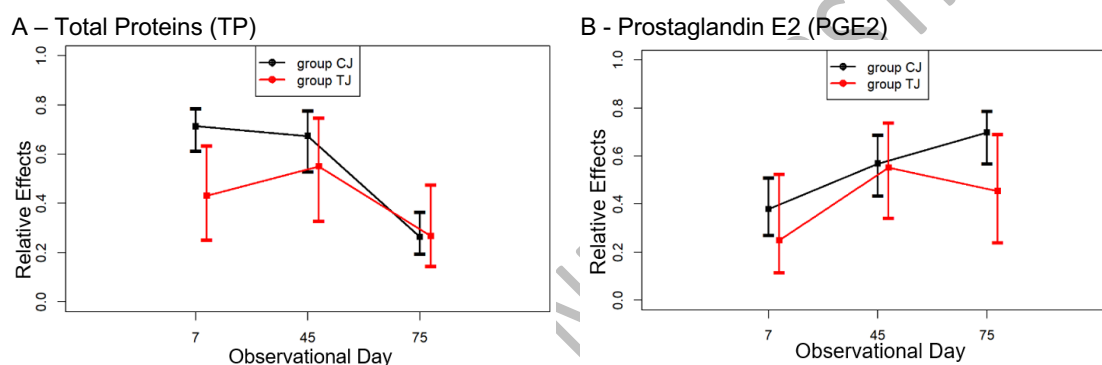 A – Total Proteins (TP)
group CJ
group TJ
Relative Effects
1.0
0.8
0.6
0.4
0.2
0.0
7
45
75
Observational Day
B - Prostaglandin E2 (PGE2)
group CJ
group TJ
Relative Effects
1.0
0.8
0.6
0.4
0.2
0.0
7
45
75
Observational Day